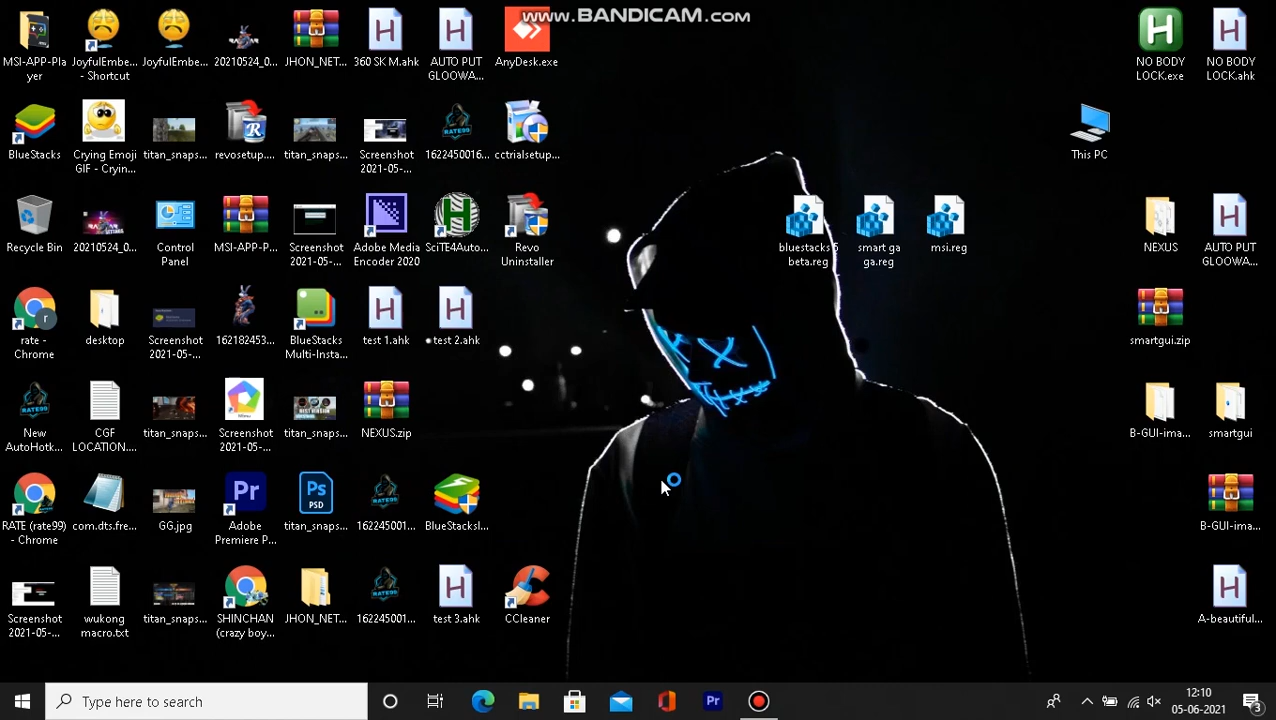 www.BANDICAM.com
MSI-APP-Pla
yer
JoyfulEmbe...
- Shortcut
JoyfulEmbe...
20210524_0...
JHON_NET...
360 SK M.ahk
AUTO PUT
GLOOWA...
AnyDesk.exe
NO BODY
LOCK.exe
NO BODY
LOCK.ahk
BlueStacks
Crying Emoji
GIF - Cryin...
titan_snaps...
revosetup....
titan_snaps...
Screenshot
2021-05-...
1622450016...
cctrialsetup...
This PC
Recycle Bin
20210524_0...
Control
Panel
MSI-APP-P...
Screenshot
2021-05-...
Adobe Media
Encoder 2020
SciTE4Auto...
Revo
Uninstaller
bluestacks 5
beta.reg
smart ga
ga.reg
msi.reg
NEXUS
AUTO PUT
GLOOWA...
rate -
Chrome
desktop
Screenshot
2021-05-...
162182453...
BlueStacks
Multi-Insta...
test 1.ahk
test 2.ahk
smartgui.zip
New
AutoHotk...
CGF
LOCATION....
titan_snaps...
Screenshot
2021-05-...
titan_snaps...
NEXUS.zip
B-GUI-ima...
smartgui
RATE (rate99)
- Chrome
com.dts.fre...
GG.jpg
Adobe
Premiere P...
titan_snaps...
162245001...
BlueStacksI...
B-GUI-ima...
Screenshot
2021-05-...
wukong
macro.txt
titan_snaps...
SHINCHAN
(crazy boy...
JHON_NET...
162245001...
test 3.ahk
CCleaner
A-beautiful...
Type here to search
12:10
05-06-2021
3